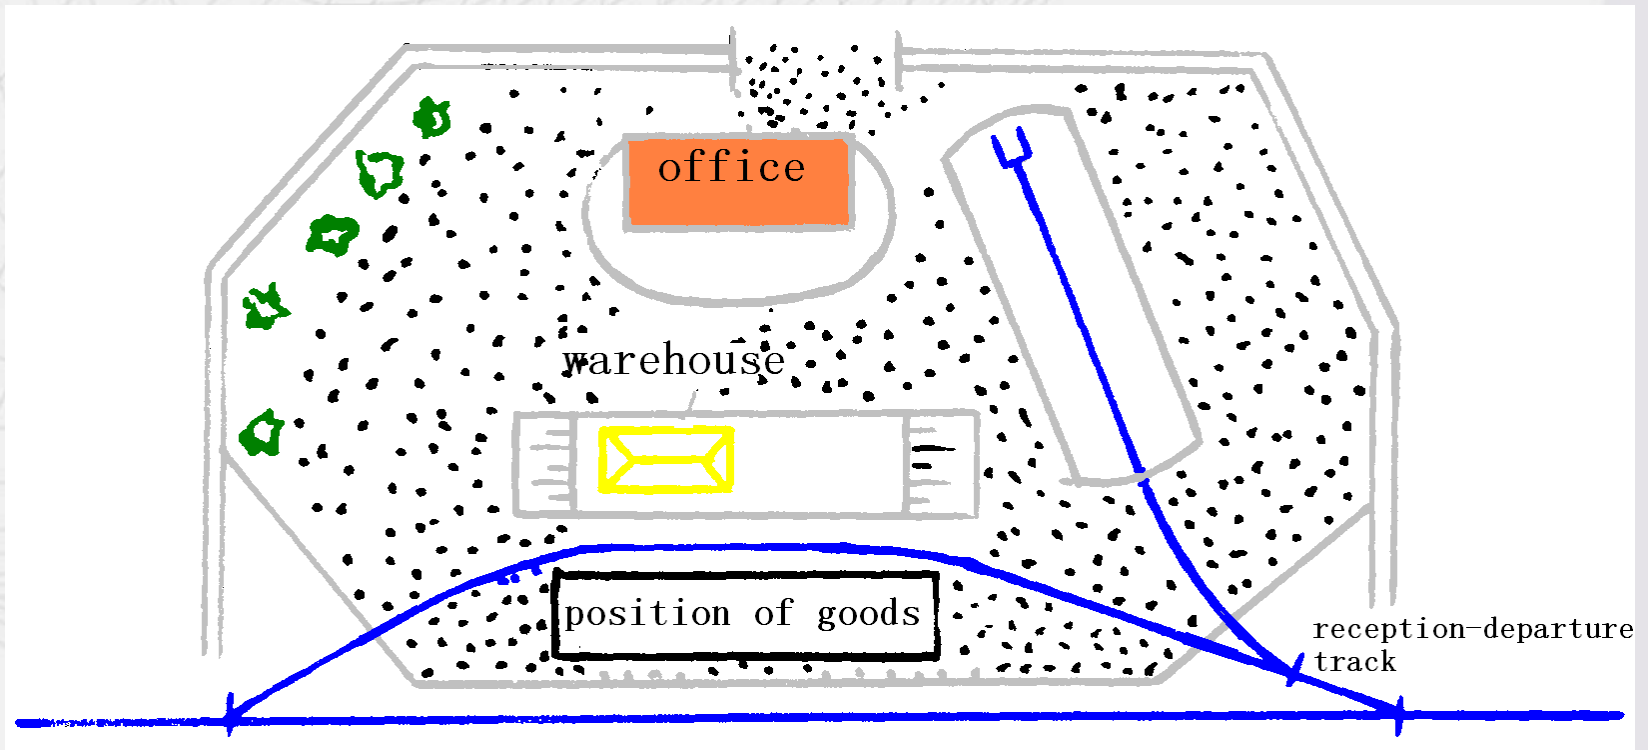 office
warehouse
position of goods
reception-departure
track